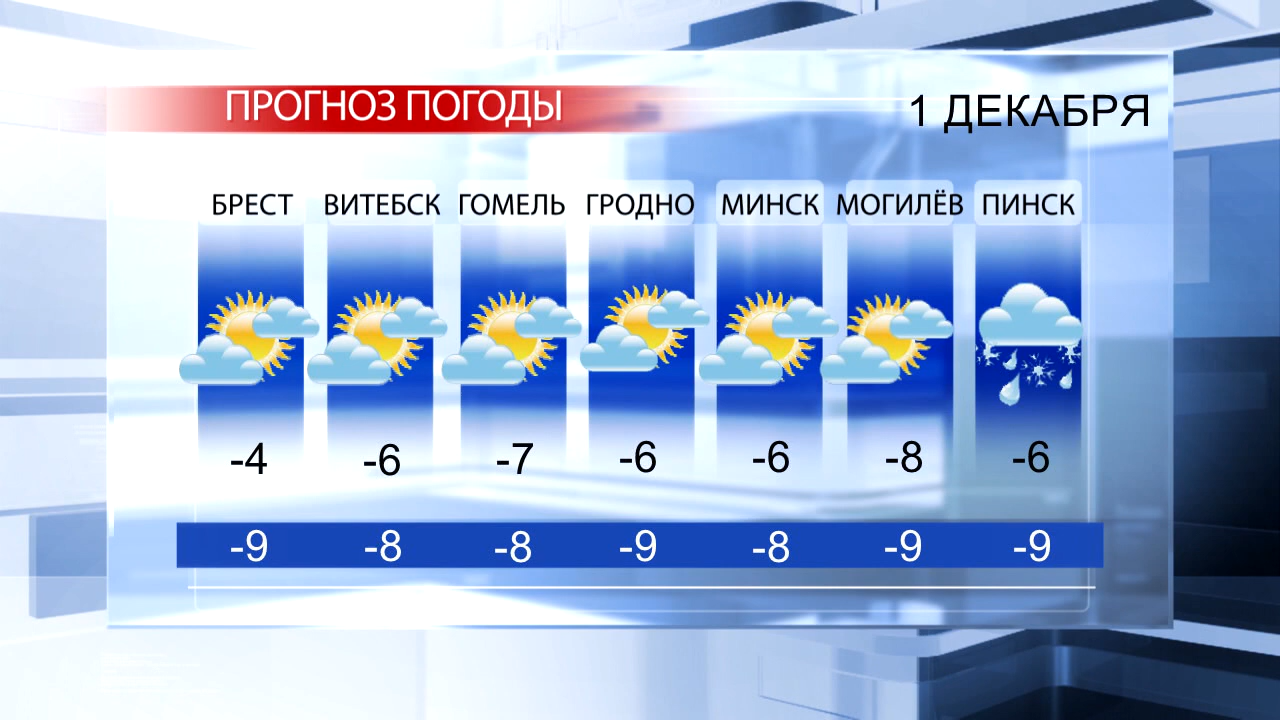 ПРОГНОЗ ПОГОДЫ
1 ДЕКАБРЯ
БРЕСТ ВИТЕБСК ГОМЕЛЬ ГРОДНО МИНСК МОГИЛЁВ ПИНСК
-4 -6 -7 -6 -6 -8 -6
-9 -8 -8 -9 -8 -9 -9